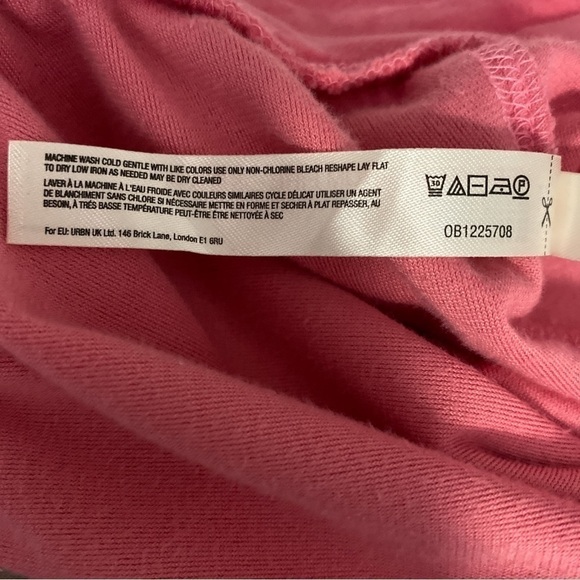 MACHINE WASH COLD GENTLE WITH LIKE COLORS USE ONLY NON-CHLORINE BLEACH RESHAPE LAY FLAT
TO DRY LOW IRON AS NEEDED MAY BE DRY CLEANED
LAVER À LA MACHINE À L'EAU FROIDE AVEC COULEURS SIMILAIRES CYCLE DÉLICAT UTILISER UN AGENT
DE BLANCHIMENT SANS CHLORE SI NÉCESSAIRE METTRE EN FORME ET SÉCHER À PLAT REPASSER, AU
BESOIN, À TRÈS BASSE TEMPÉRATURE PEUT-ÊTRE ÊTRE NETTOYÉE À SEC
For EU: URBN UK Ltd. 146 Brick Lane, London E1 6RU
30
P
OB1225708